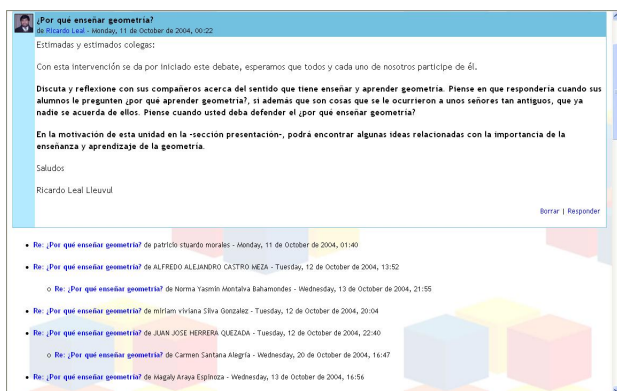 ¿Por qué enseñar geometría?
de Ricardo Leal - Monday, 11 de October de 2004, 00:22
Estimadas y estimados colegas:
Con esta intervención se da por iniciado este debate, esperamos que todos y cada uno de nosotros participe de él.
Discuta y reflexione con sus compañeros acerca del sentido que tiene enseñar y aprender geometría. Piense en que respondería cuando sus
alumnos le pregunten ¿por qué aprender geometría?, si además que son cosas que se le ocurrieron a unos señores tan antiguos, que ya
nadie se acuerda de ellos. Piense cuando usted deba defender el ¿por qué enseñar geometría?
En la motivación de esta unidad en la -sección presentación-, podrá encontrar algunas ideas relacionadas con la importancia de la
enseñanza y aprendizaje de la geometría.
Saludos
Ricardo Leal Lleuvul
Borrar | Responder
Re: ¿Por qué enseñar geometría? de patricio stuardo morales - Monday, 11 de October de 2004, 01:40
Re: ¿Por qué enseñar geometría? de ALFREDO ALEJANDRO CASTRO MEZA - Tuesday, 12 de October de 2004, 13:52
Re: ¿Por qué enseñar geometría? de Norma Yasmin Montalva Bahamondes - Wednesday, 13 de October de 2004, 21:55
Re: ¿Por qué enseñar geometría? de miriam viviana Silva Gonzalez - Tuesday, 12 de October de 2004, 20:04
Re: ¿Por qué enseñar geometría? de JUAN JOSE HERRERA QUEZADA - Tuesday, 12 de October de 2004, 22:40
Re: ¿Por qué enseñar geometría? de Carmen Santana Alegría - Wednesday, 20 de October de 2004, 16:47
Re: ¿Por qué enseñar geometría? de Magaly Araya Espinoza - Wednesday, 13 de October de 2004, 16:56